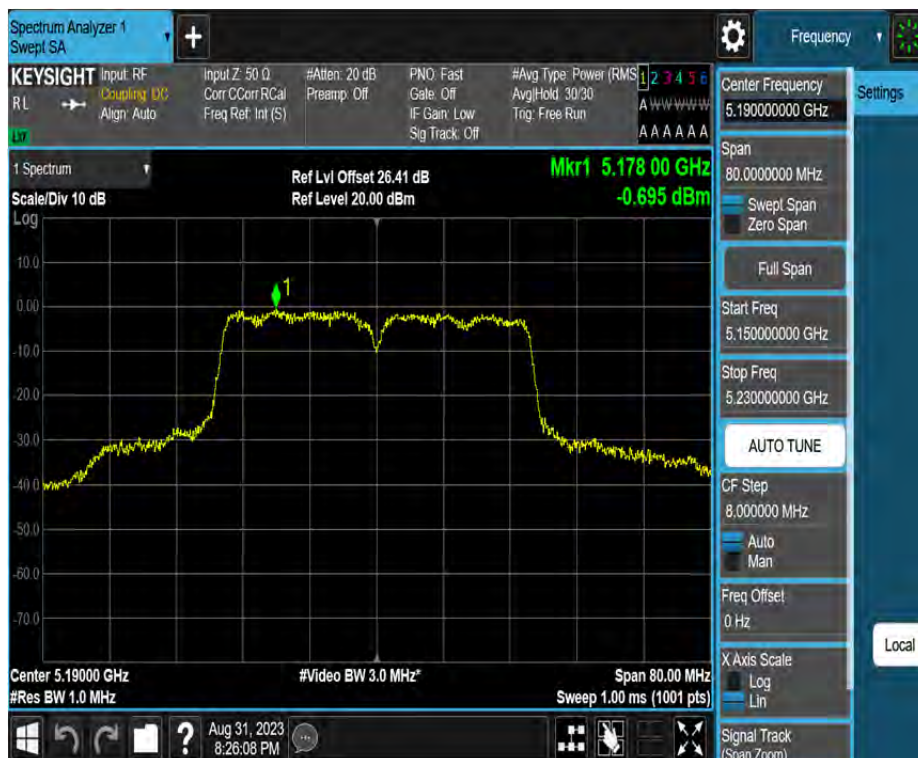 Spectrum Analyzer 1
Swept SA
+
Frequency
KEYSIGHT
RL
Input: RF
Coupling: DC
Align: Auto
Input Z: 50 Ω
Corr CCorr RCal
Freq Ref: Int (S)
#Atten: 20 dB
Preamp: Off
PNO: Fast
Gate: Off
IF Gain: Low
Sig Track: Off
#Avg Type: Power (RMS
Avg|Hold: 30/30
Trig: Free Run
1 2 3 4 5 6
A W W W W W
A A A A A A
LXI
1 Spectrum
Scale/Div 10 dB
Ref Lvl Offset 26.41 dB
Ref Level 20.00 dBm
Mkr1 5.178 00 GHz
-0.695 dBm
Log
10.0
0.00
-10.0
-20.0
-30.0
-40.0
-50.0
-60.0
-70.0
1
Center 5.19000 GHz
#Res BW 1.0 MHz
#Video BW 3.0 MHz*
Span 80.00 MHz
Sweep 1.00 ms (1001 pts)
Center Frequency
5.190000000 GHz
Settings
Span
80.0000000 MHz
Swept Span
Zero Span
Full Span
Start Freq
5.150000000 GHz
Stop Freq
5.230000000 GHz
AUTO TUNE
CF Step
8.000000 MHz
Auto
Man
Freq Offset
0 Hz
Local
X Axis Scale
Log
Lin
Signal Track
(Span Zoom)
?
Aug 31, 2023
8:26:08 PM